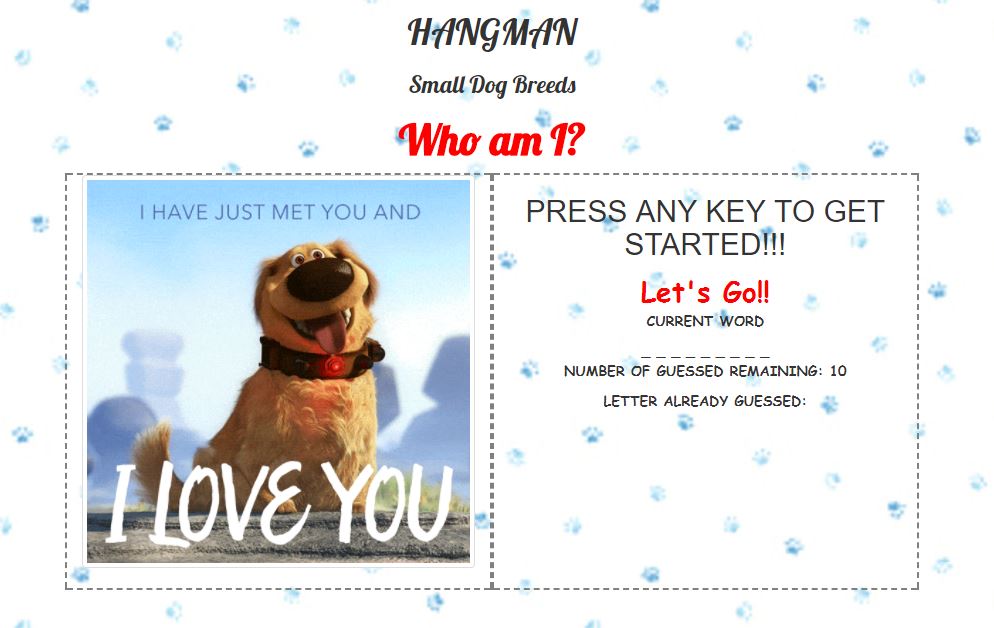 HANGMAN
Small Dog Breeds
Who am I?
I HAVE JUST MET YOU AND
I LOVE YOU
PRESS ANY KEY TO GET
STARTED!!!
Let's Go!!
CURRENT WORD
_ _ _ _ _ _ _ _ _
NUMBER OF GUESSED REMAINING: 10
LETTER ALREADY GUESSED: